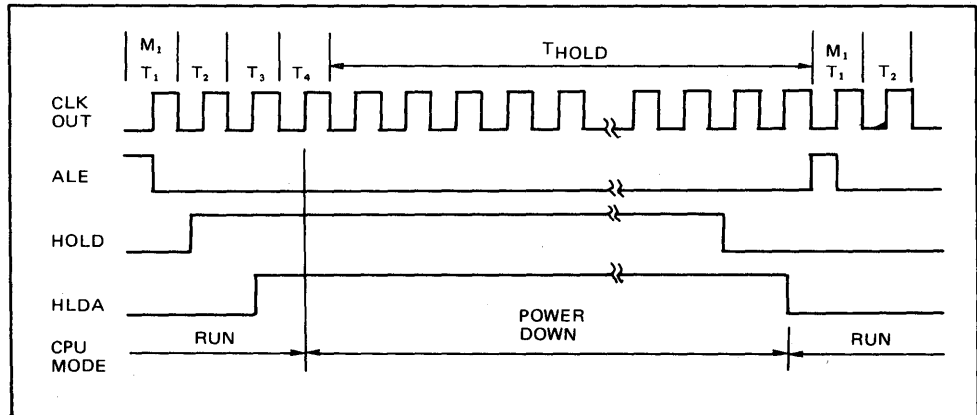 M₁ T_HOLD M₁
T₁ T₂ T₃ T₄ T₁ T₂
CLK
OUT
ALE
HOLD
HLDA
RUN POWER RUN
DOWN
CPU
MODE